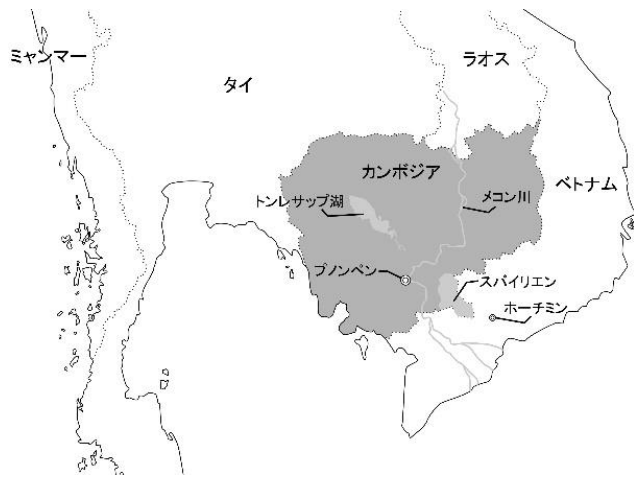 ミャンマー
ラオス
タイ
カンボジア
ベトナム
トンレサップ湖
メコン川
プノンペン
スバイリエン
ホーチミン